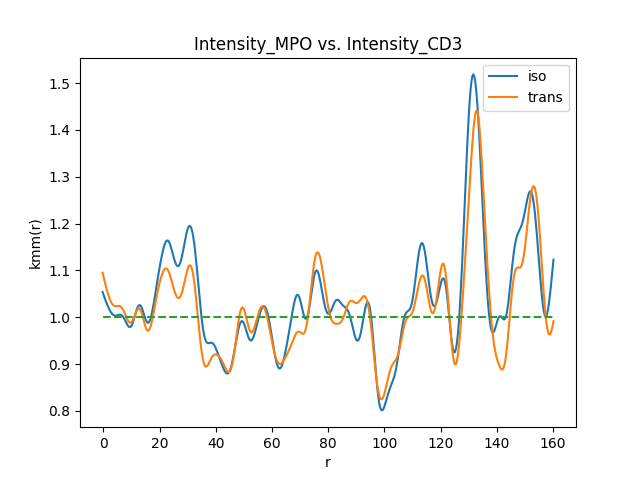 Intensity_MPO vs. Intensity_CD3
iso
trans
1.5
1.4
1.3
1.2
1.1
1.0
0.9
0.8
kmm(r)
0 20 40 60 80 100 120 140 160
r